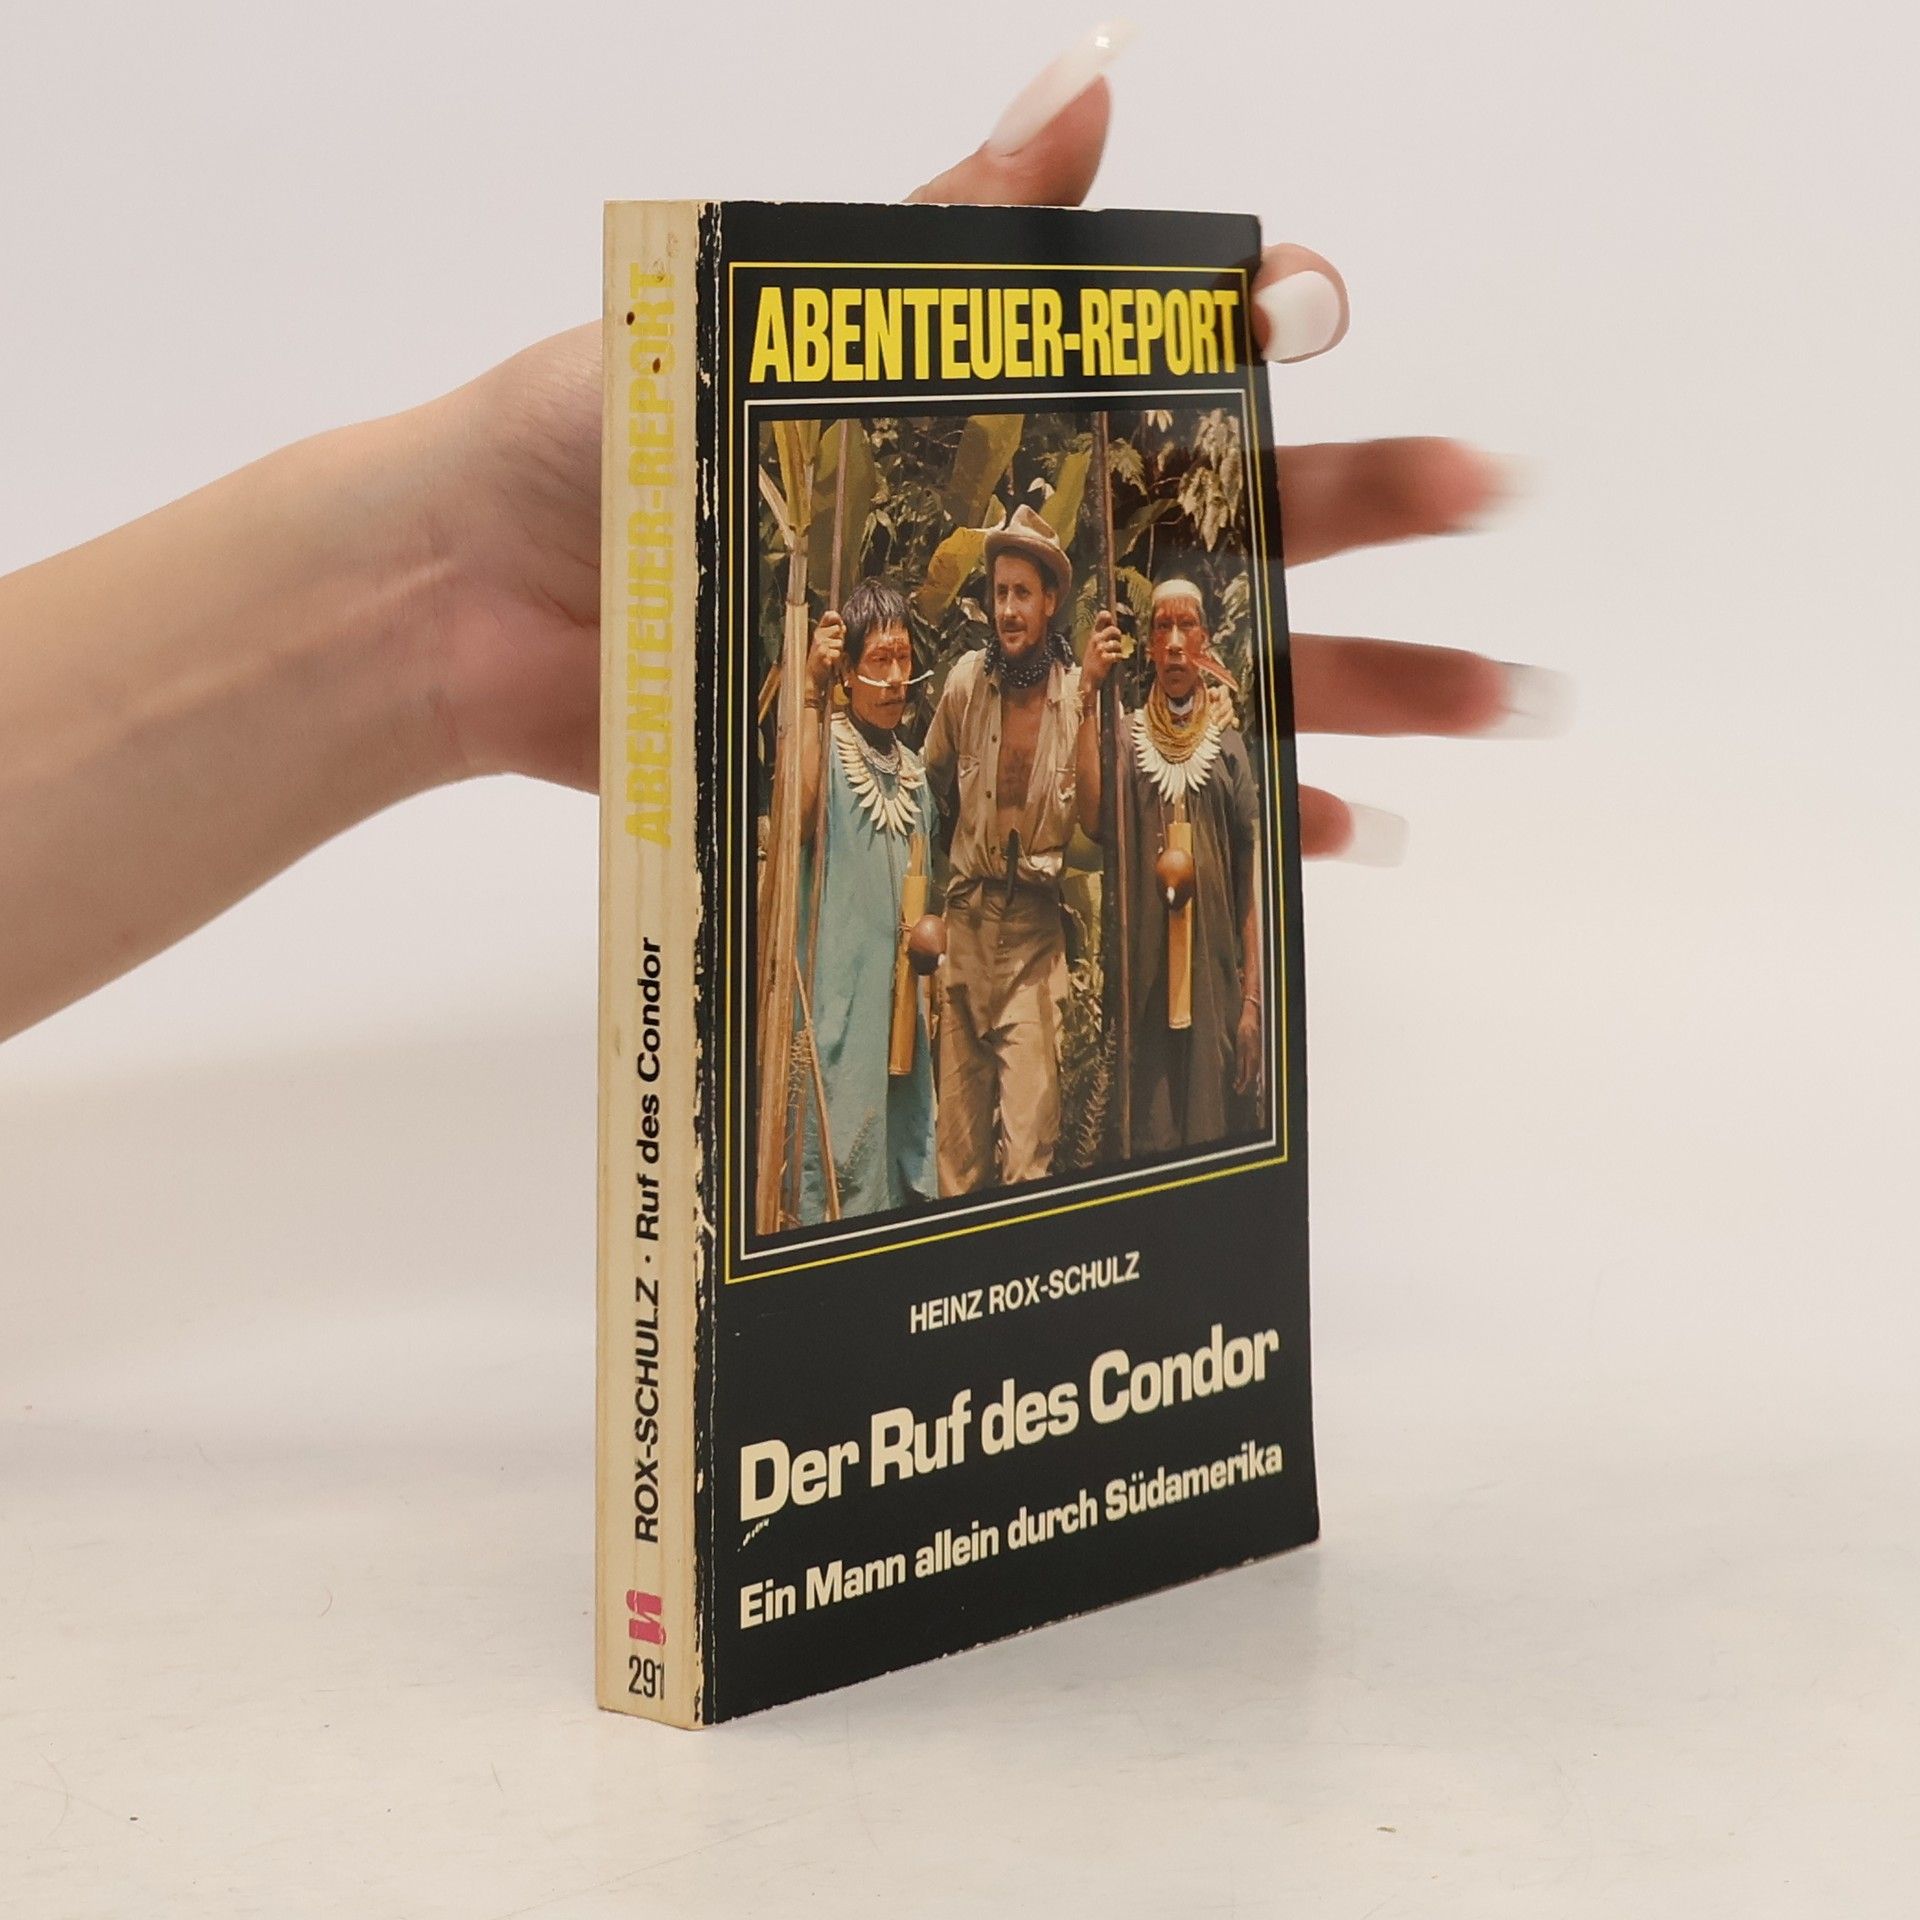 ABENTEUER-REPORT
ROX-SCHULZ · Ruf des Condor
291
ABENTEUER-REPORT
HEINZ ROX-SCHULZ
Der Ruf des Condor
Ein Mann allein durch Südamerika